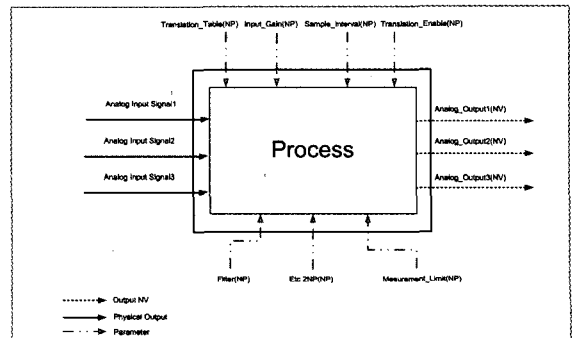 Translation_Table(NP) Input_Gain(NP) Sample_Interval(NP) Translation_Enable(NP)
Analog Input Signal1
Analog Input Signal2
Analog Input Signal3
Process
Analog_Output1(NV)
Analog_Output2(NV)
Analog_Output3(NV)
Filter(NP) Etc 2NP(NP) Mesurament_Limit(NP)
Output NV
Physical Output
Parameter